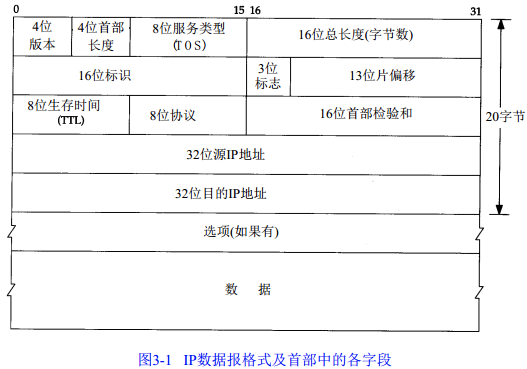 0 15 16 31
4位 4位首部 8位服务类型 16位总长度(字节数)
版本 长度 (TOS)
16位标识 3位 13位片偏移
标志
8位生存时间 8位协议 16位首部检验和
(TTL)
20字节
32位源IP地址
32位目的IP地址
选项(如果有)
数 据
图3-1 IP数据报格式及首部中的各字段